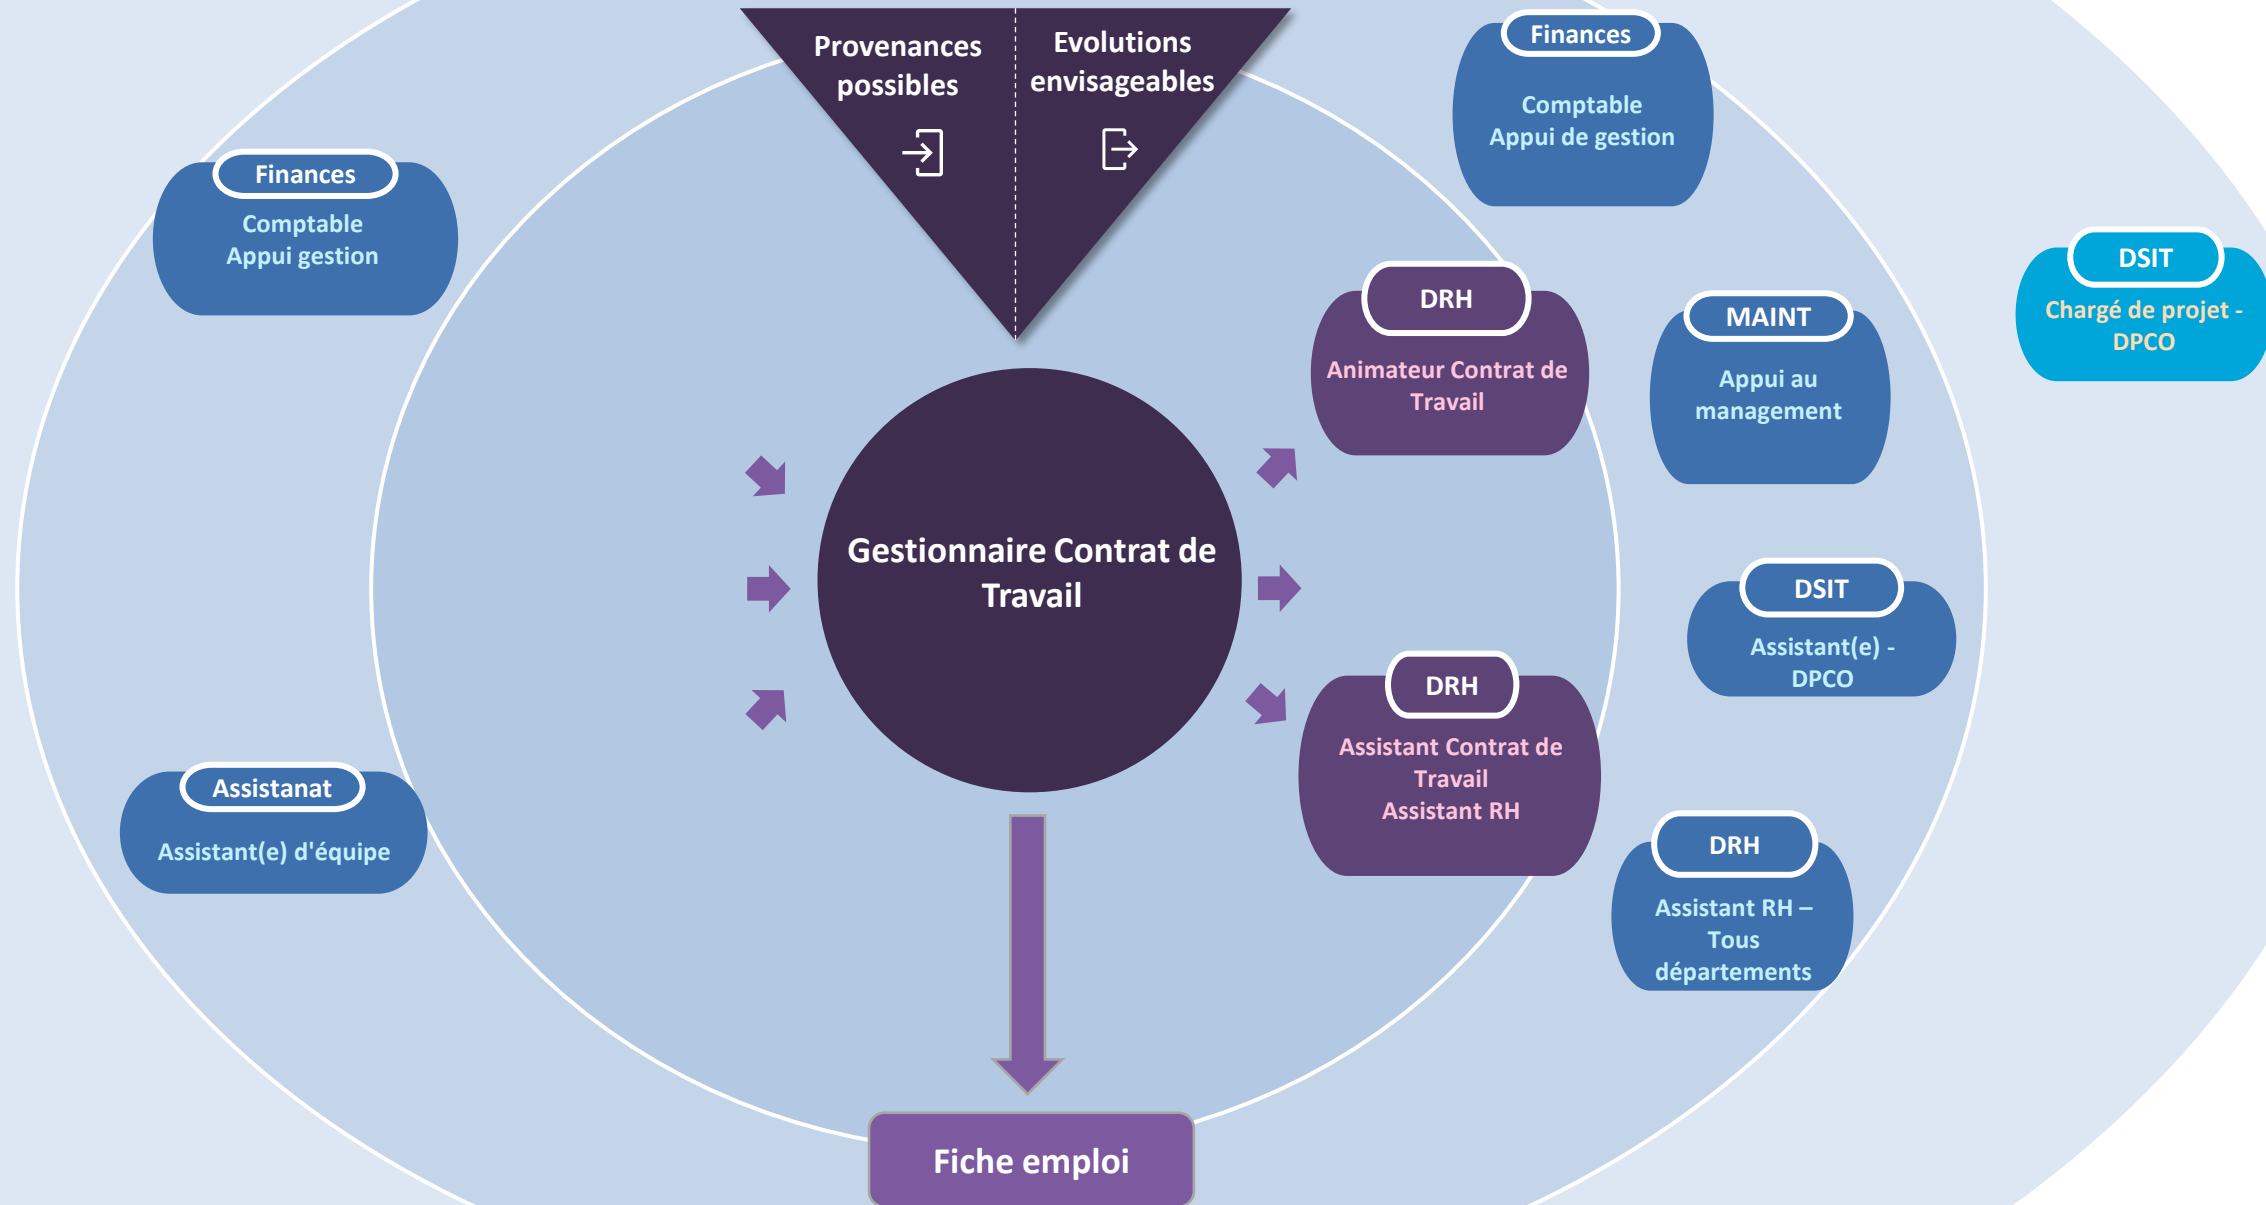 Provenances
possibles
Evolutions
envisageables
Finances
Comptable
Appui gestion
Assistanat
Assistant(e) d'équipe
Gestionnaire Contrat de
Travail
Fiche emploi
Finances
Comptable
Appui de gestion
DRH
Animateur Contrat de
Travail
MAINT
Appui au
management
DSIT
Chargé de projet -
DPCO
DSIT
Assistant(e) -
DPCO
DRH
Assistant Contrat de
Travail
Assistant RH
DRH
Assistant RH –
Tous
départements